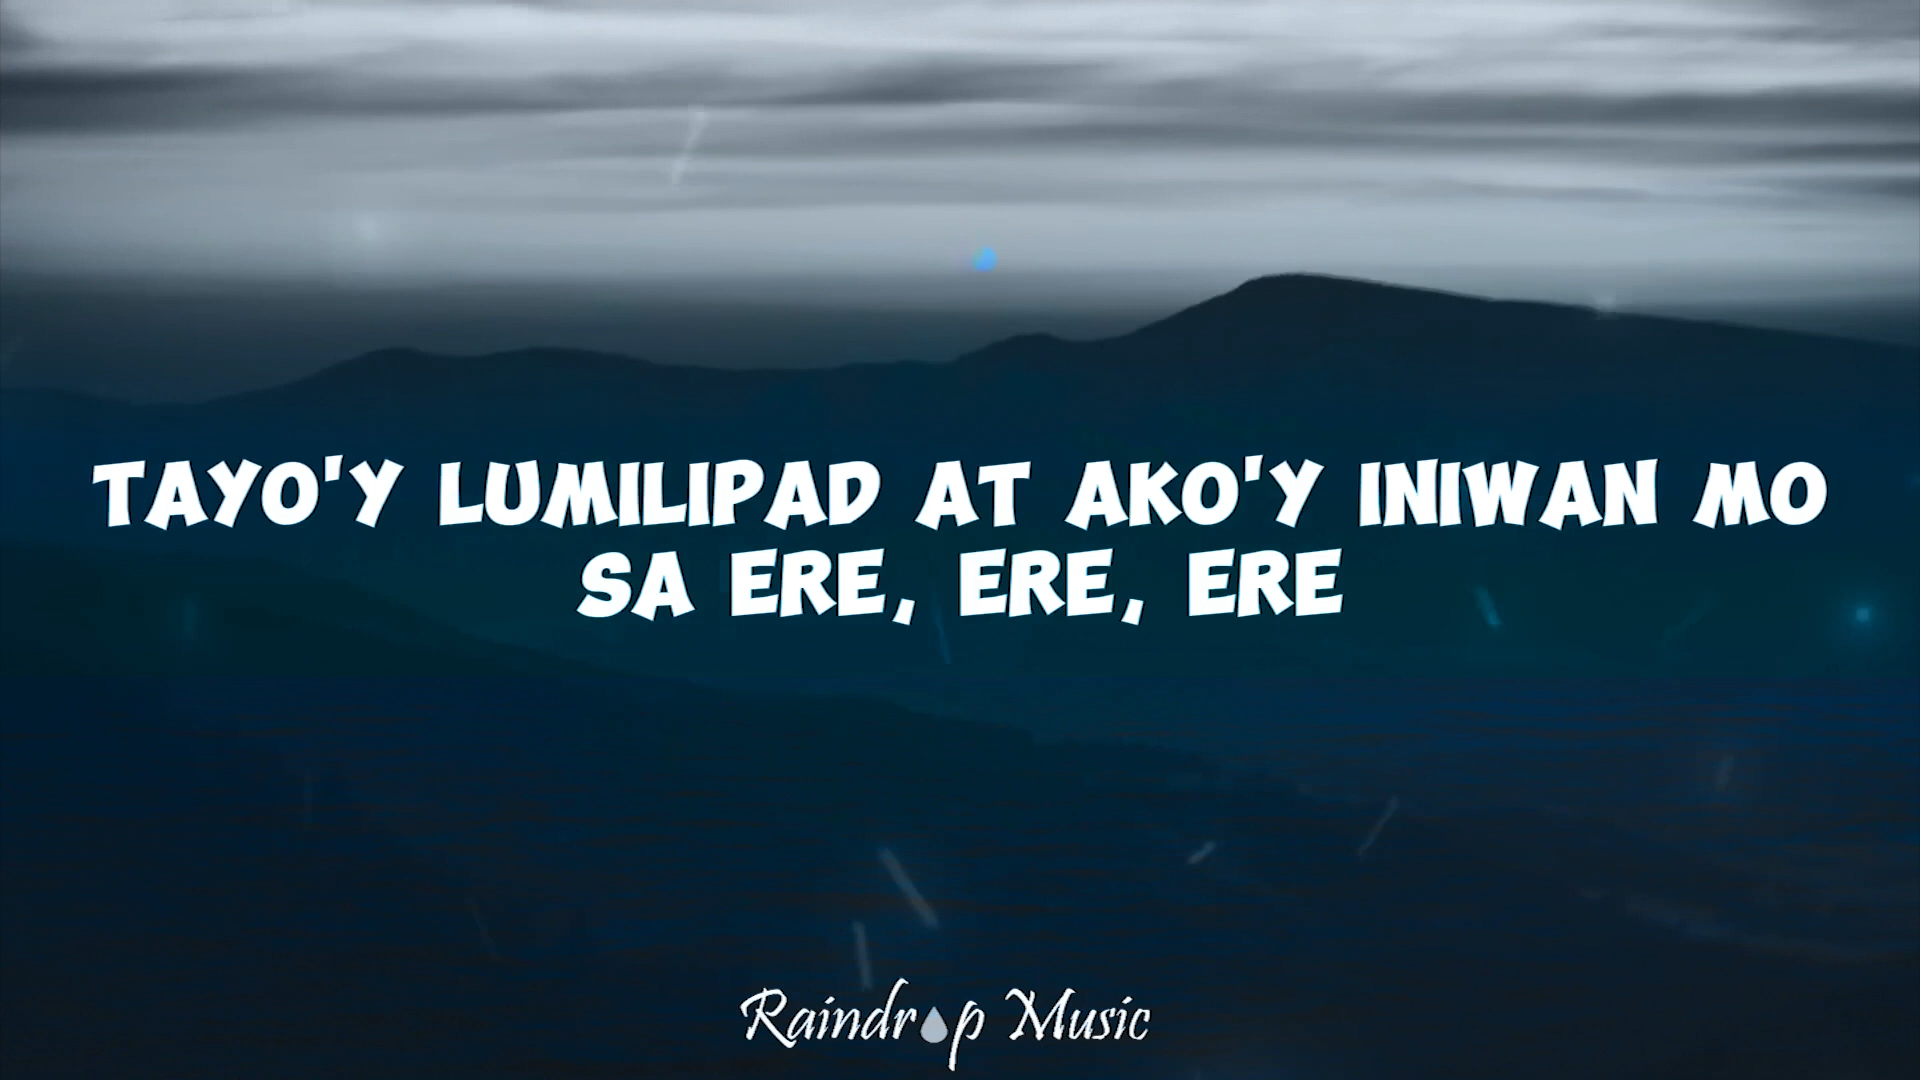 TAYO'Y LUMILIPAD AT AKO'Y INIWAN MO
SA ERE, ERE, ERE
Raindrop Music